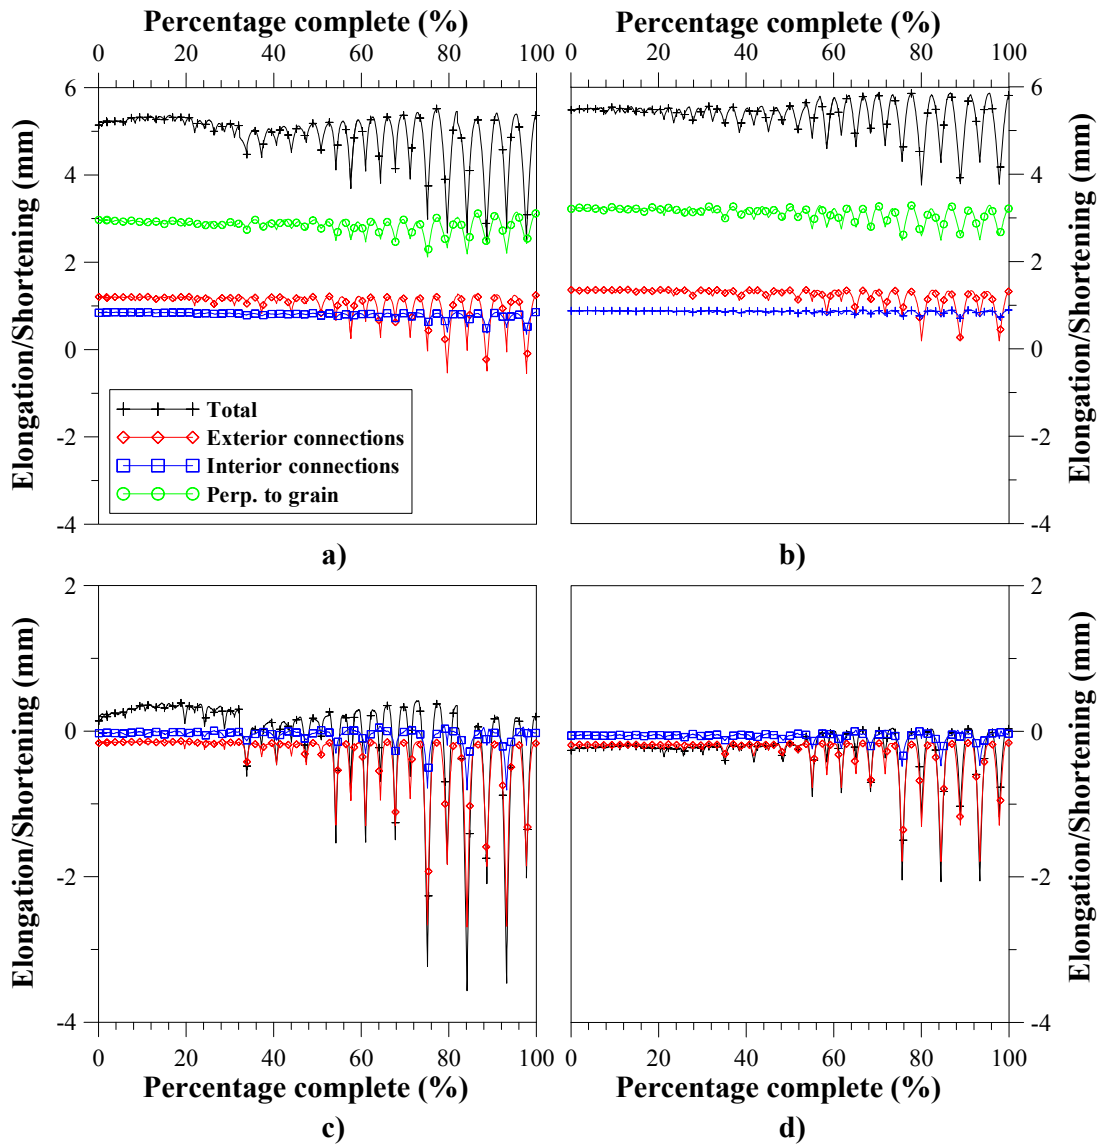 Percentage complete (%) Percentage complete (%)
0 20 40 60 80 100 0 20 40 60 80 100
6 6
4 4
2 2
0 0
-2 -2
-4 -4
Elongation/Shortening (mm)
Elongation/Shortening (mm)
Total
Exterior connections
Interior connections
Perp. to grain
a) b)
2 2
0 0
-2 -2
-4 -4
Elongation/Shortening (mm)
Elongation/Shortening (mm)
0 20 40 60 80 100 0 20 40 60 80 100
Percentage complete (%) Percentage complete (%)
c) d)